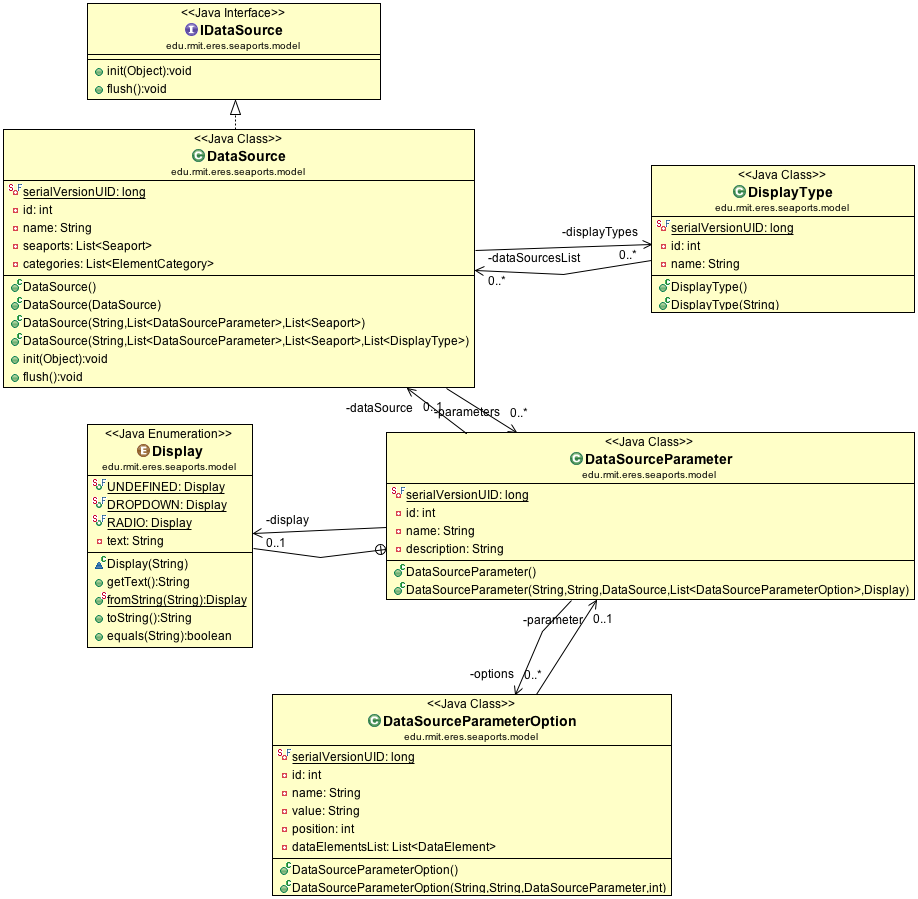 <<Java Interface>>
IDataSource
edu.rmit.eres.seaports.model
init(Object):void
flush():void
<<Java Class>>
DataSource
edu.rmit.eres.seaports.model
serialVersionUID: long
id: int
name: String
seaports: List<Seaport>
categories: List<ElementCategory>
DataSource()
DataSource(DataSource)
DataSource(String,List<DataSourceParameter>,List<Seaport>)
DataSource(String,List<DataSourceParameter>,List<Seaport>,List<DisplayType>)
init(Object):void
flush():void
-displayTypes
0..*
-dataSourcesList
0..*
<<Java Class>>
DisplayType
edu.rmit.eres.seaports.model
serialVersionUID: long
id: int
name: String
DisplayType()
DisplayType(String)
-dataSource
0..1
-parameters
0..*
<<Java Enumeration>>
Display
edu.rmit.eres.seaports.model
UNDEFINED: Display
DROPDOWN: Display
RADIO: Display
text: String
Display(String)
getText():String
fromString(String):Display
toString():String
equals(String):boolean
-display
0..1
<<Java Class>>
DataSourceParameter
edu.rmit.eres.seaports.model
serialVersionUID: long
id: int
name: String
description: String
DataSourceParameter()
DataSourceParameter(String,String,DataSource,List<DataSourceParameterOption>,Display)
-parameter
0..1
-options
0..*
<<Java Class>>
DataSourceParameterOption
edu.rmit.eres.seaports.model
serialVersionUID: long
id: int
name: String
value: String
position: int
dataElementsList: List<DataElement>
DataSourceParameterOption()
DataSourceParameterOption(String,String,DataSourceParameter,int)